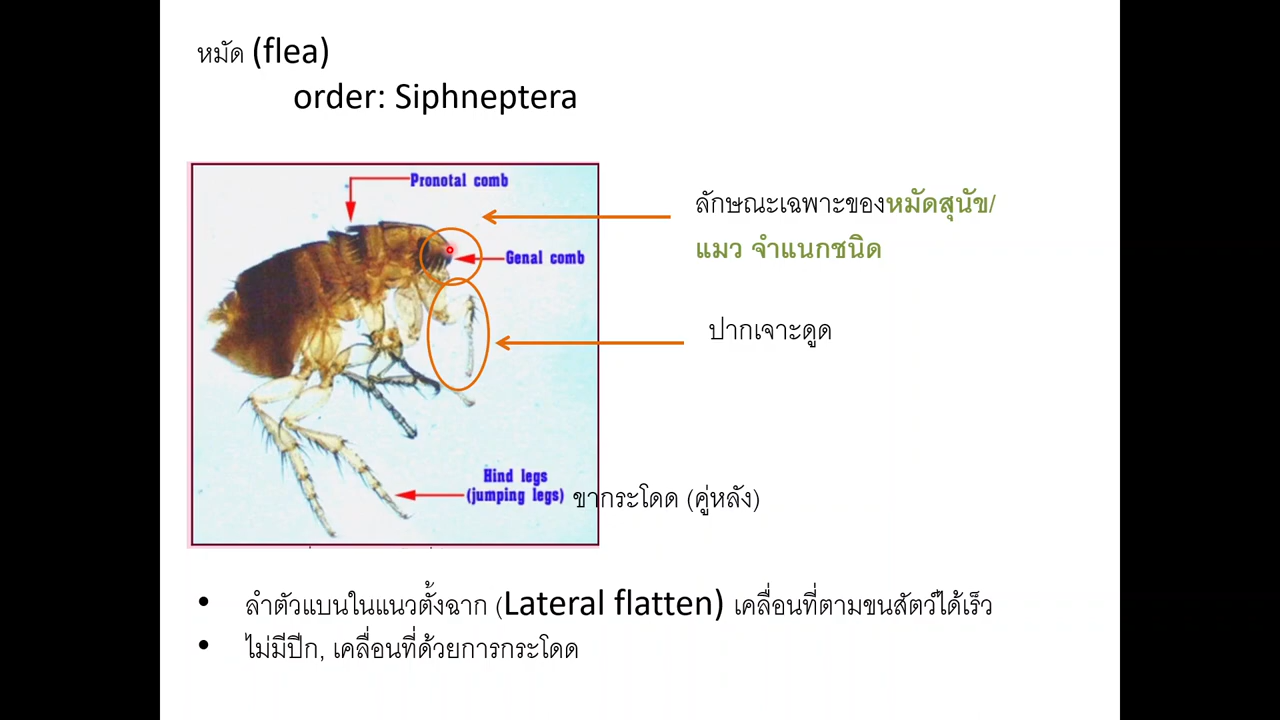 หมัด (flea)
order: Siphneptera
Pronotal comb
ลักษณะเฉพาะของหมัดสุนัข/
แมว จำแนกชนิด
Genal comb
ปากเจาะดูด
Hind legs
(jumping legs) ขากระโดด (คู่หลัง)
• ลำตัวแบนในแนวตั้งฉาก (Lateral flatten) เคลื่อนที่ตามขนสัตว์ได้เร็ว
• ไม่มีปีก, เคลื่อนที่ด้วยการกระโดด